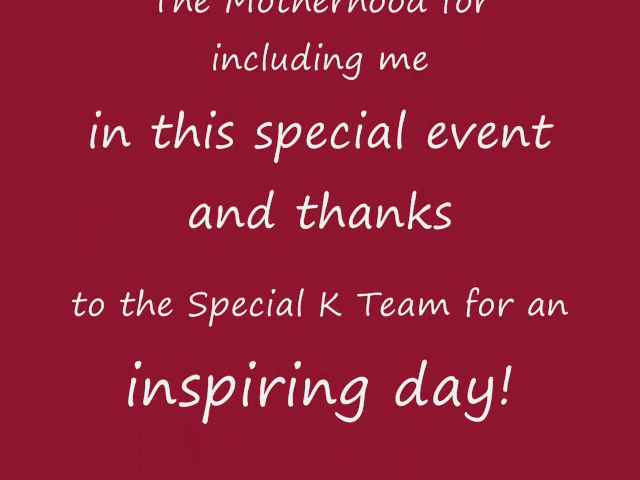 The Motherhood for
including me
in this special event
and thanks
to the Special K Team for an
inspiring day!